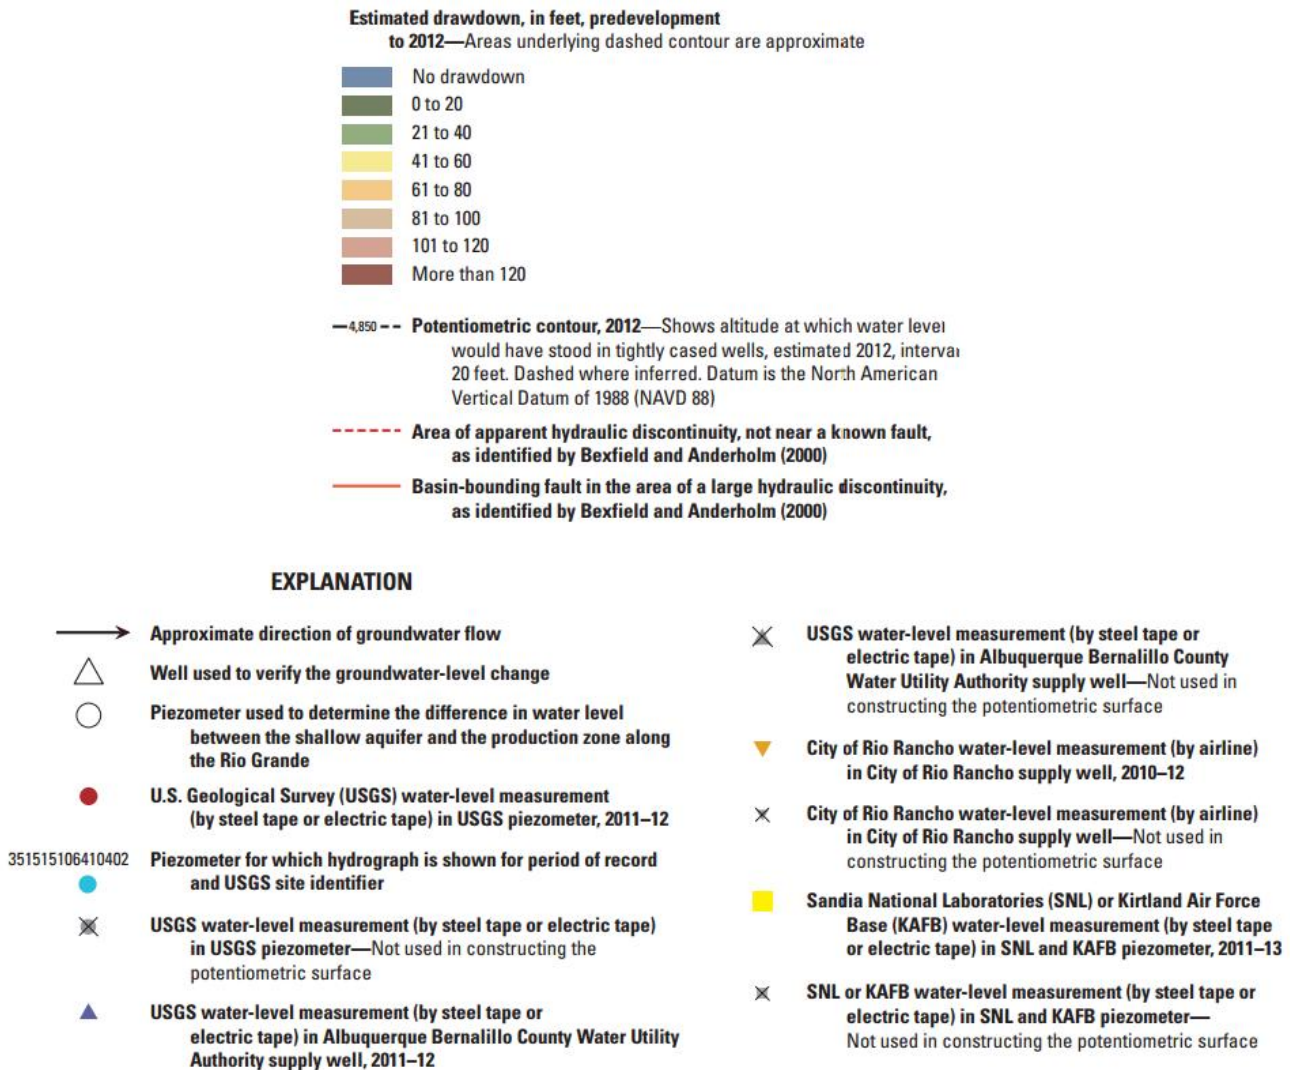 Estimated drawdown, in feet, predevelopment
to 2012—Areas underlying dashed contour are approximate
No drawdown
0 to 20
21 to 40
41 to 60
61 to 80
81 to 100
101 to 120
More than 120
4,850 Potentiometric contour, 2012—Shows altitude at which water level
would have stood in tightly cased wells, estimated 2012, interval
20 feet. Dashed where inferred. Datum is the North American
Vertical Datum of 1988 (NAVD 88)
Area of apparent hydraulic discontinuity, not near a known fault,
as identified by Bexfield and Anderholm (2000)
Basin-bounding fault in the area of a large hydraulic discontinuity,
as identified by Bexfield and Anderholm (2000)
EXPLANATION
Approximate direction of groundwater flow
Well used to verify the groundwater-level change
Piezometer used to determine the difference in water level
between the shallow aquifer and the production zone along
the Rio Grande
U.S. Geological Survey (USGS) water-level measurement
(by steel tape or electric tape) in USGS piezometer, 2011–12
351515106410402 Piezometer for which hydrograph is shown for period of record
and USGS site identifier
USGS water-level measurement (by steel tape or electric tape)
in USGS piezometer—Not used in constructing the
potentiometric surface
USGS water-level measurement (by steel tape or
electric tape) in Albuquerque Bernalillo County Water Utility
Authority supply well, 2011–12
USGS water-level measurement (by steel tape or
electric tape) in Albuquerque Bernalillo County
Water Utility Authority supply well—Not used in
constructing the potentiometric surface
City of Rio Rancho water-level measurement (by airline)
in City of Rio Rancho supply well, 2010–12
City of Rio Rancho water-level measurement (by airline)
in City of Rio Rancho supply well—Not used in
constructing the potentiometric surface
Sandia National Laboratories (SNL) or Kirtland Air Force
Base (KAFB) water-level measurement (by steel tape
or electric tape) in SNL and KAFB piezometer, 2011–13
SNL or KAFB water-level measurement (by steel tape or
electric tape) in SNL and KAFB piezometer—
Not used in constructing the potentiometric surface